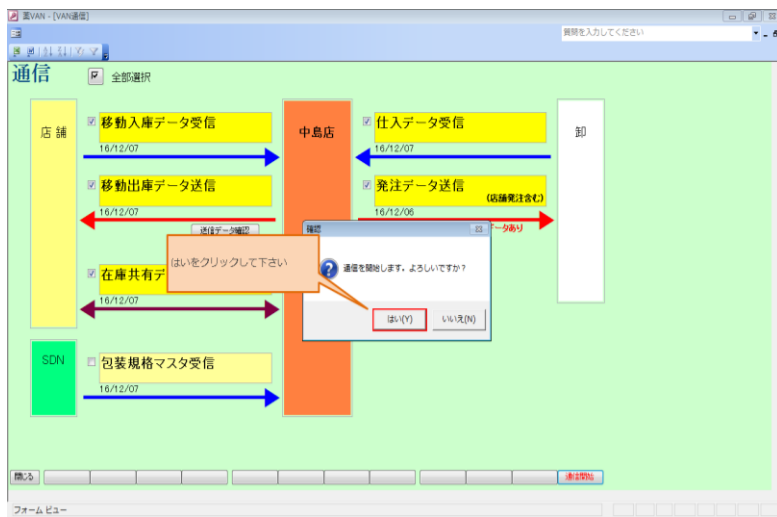 薬VAN - [VAN通信]
質問を入力してください
通信
全部選択
店舗
移動入庫データ受信
16/12/07
中島店
仕入データ受信
16/12/07
卸
移動出庫データ送信
16/12/07
発注データ送信
(店舗発注含む)
16/12/06
データあり
送信データ確認
確認
はいをクリックして下さい
通信を開始します。よろしいですか？
在庫共有デ
16/12/07
はい(Y)
いいえ(N)
SDN
包装規格マスタ受信
16/12/07
閉じる
通信開始
フォーム ビュー